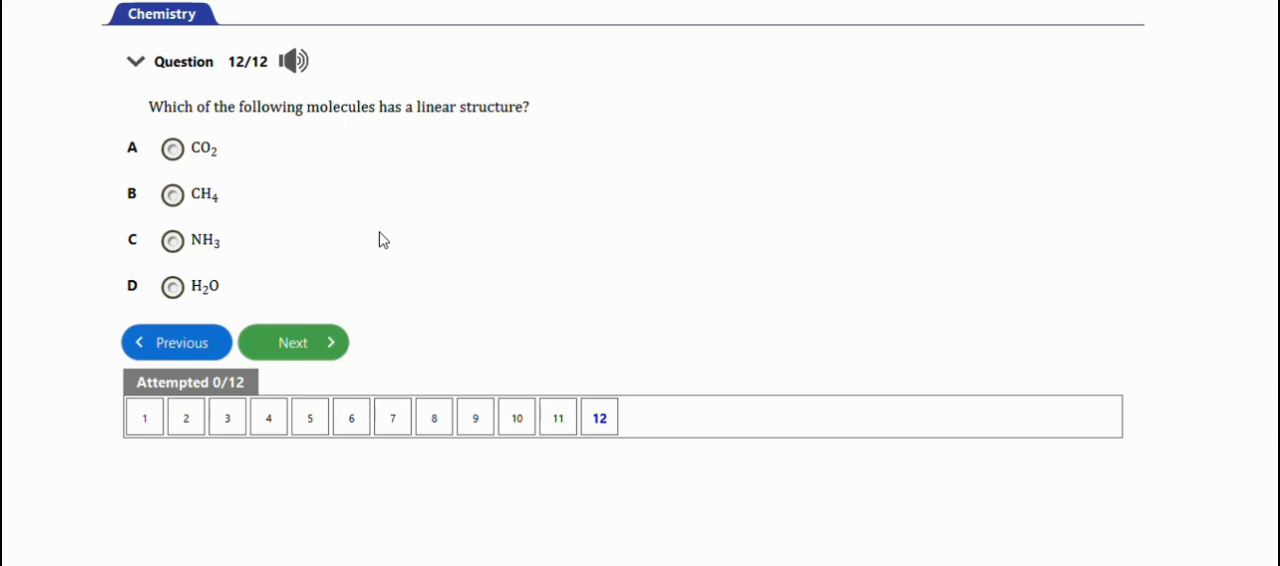 Chemistry
Question 12/12
Which of the following molecules has a linear structure?
A CO₂
B CH₄
C NH₃
D H₂O
Previous Next
Attempted 0/12
1 2 3 4 5 6 7 8 9 10 11 12